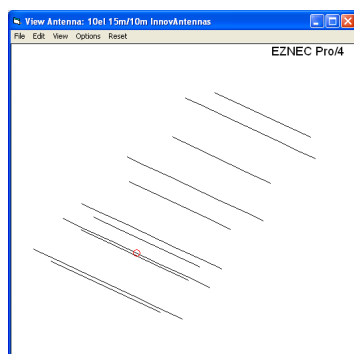 View Antenna: 10el 15m/10m InnovAntennas
File Edit View Options Reset
EZNEC Pro/4